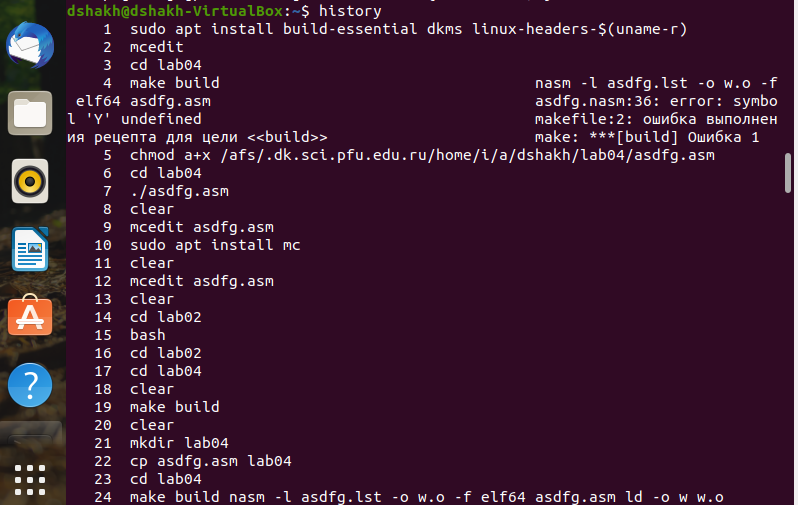 dshakh@dshakh-VirtualBox:~$ history
1 sudo apt install build-essential dkms linux-headers-$(uname-r)
2 mcedit
3 cd lab04
4 make build nasm -l asdfg.lst -o w.o -f
elf64 asdfg.asm asdfg.nasm:36: error: symbo
l 'Y' undefined makefile:2: ошибка выполнен
ия рецепта для цели <<build>> make: ***[build] Ошибка 1
5 chmod a+x /afs/.dk.sci.pfu.edu.ru/home/i/a/dshakh/lab04/asdfg.asm
6 cd lab04
7 ./asdfg.asm
8 clear
9 mcedit asdfg.asm
10 sudo apt install mc
11 clear
12 mcedit asdfg.asm
13 clear
14 cd lab02
15 bash
16 cd lab02
17 cd lab04
18 clear
19 make build
20 clear
21 mkdir lab04
22 cp asdfg.asm lab04
23 cd lab04
24 make build nasm -l asdfg.lst -o w.o -f elf64 asdfg.asm ld -o w w.o